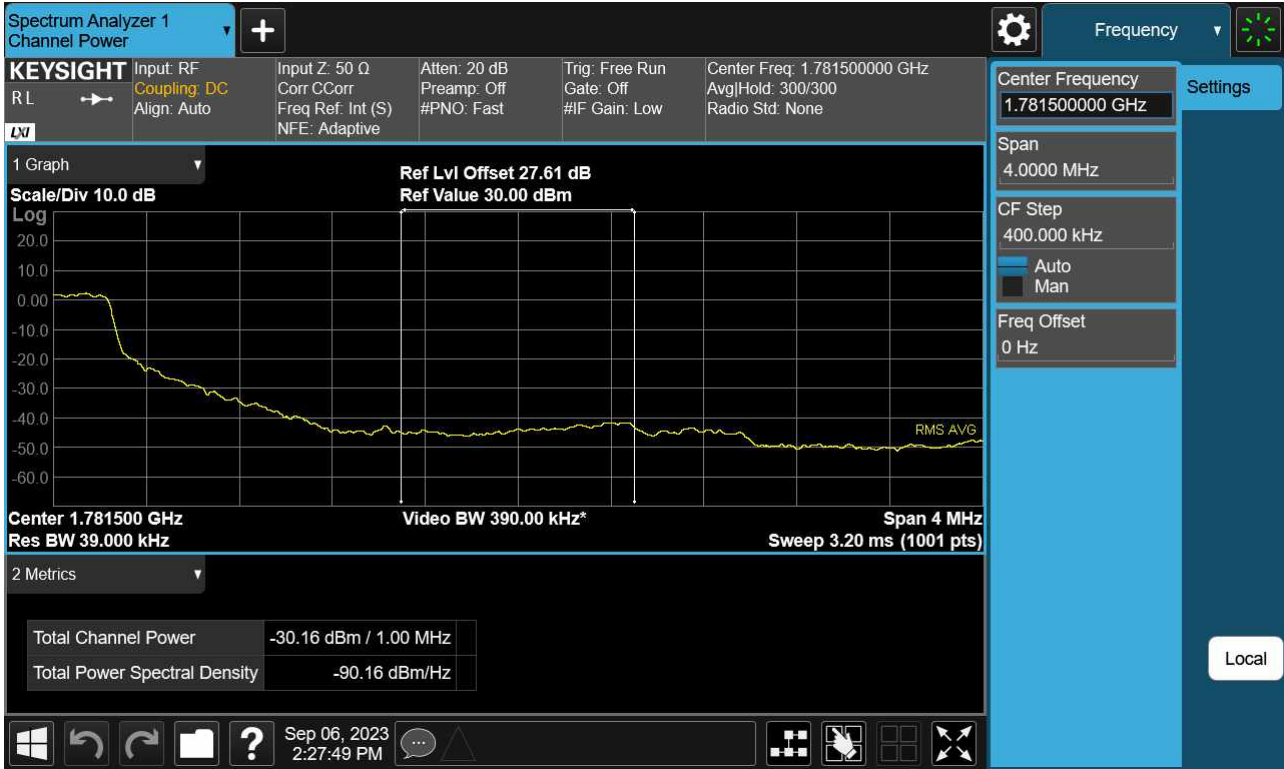 Spectrum Analyzer 1
Channel Power
+
Frequency
KEYSIGHT
R L
LXI
Input: RF
Coupling: DC
Align: Auto
Input Z: 50 Ω
Corr CCorr
Freq Ref: Int (S)
NFE: Adaptive
Atten: 20 dB
Preamp: Off
#PNO: Fast
Trig: Free Run
Gate: Off
#IF Gain: Low
Center Freq: 1.781500000 GHz
Avg|Hold: 300/300
Radio Std: None
Center Frequency
1.781500000 GHz
Settings
Span
4.0000 MHz
CF Step
400.000 kHz
Auto
Man
Freq Offset
0 Hz
Local
1 Graph
Scale/Div 10.0 dB
Ref Lvl Offset 27.61 dB
Ref Value 30.00 dBm
Log
20.0
10.0
0.00
-10.0
-20.0
-30.0
-40.0
-50.0
-60.0
RMS AVG
Center 1.781500 GHz
Video BW 390.00 kHz*
Span 4 MHz
Res BW 39.000 kHz
Sweep 3.20 ms (1001 pts)
2 Metrics
Total Channel Power -30.16 dBm / 1.00 MHz
Total Power Spectral Density -90.16 dBm/Hz
?
Sep 06, 2023
2:27:49 PM